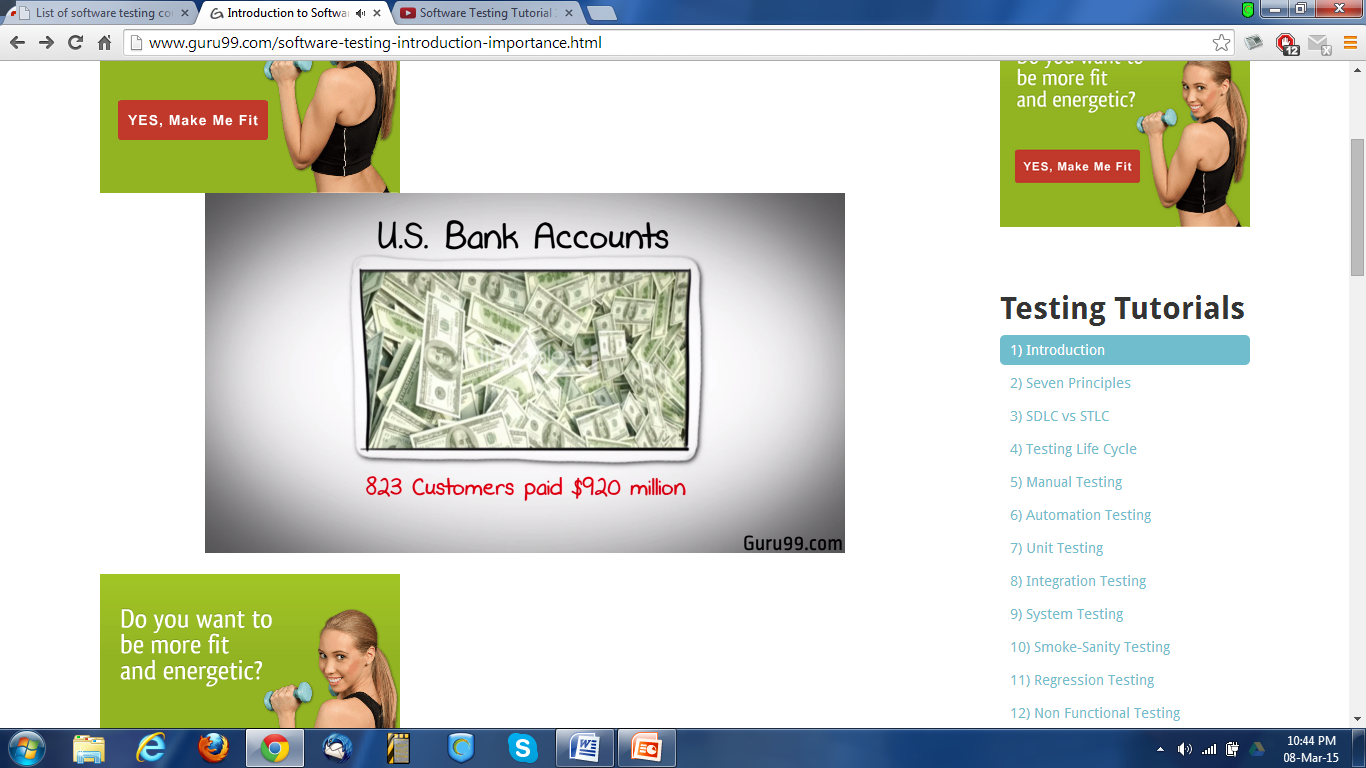 List of software testing co
Introduction to Softwa
Software Testing Tutorial
www.guru99.com/software-testing-introduction-importance.html
12
YES, Make Me Fit
Do you want to
be more fit
and energetic?
YES, Make Me Fit
U.S. Bank Accounts
823 Customers paid $920 million
Guru99.com
Do you want to
be more fit
and energetic?
Testing Tutorials
1) Introduction
2) Seven Principles
3) SDLC vs STLC
4) Testing Life Cycle
5) Manual Testing
6) Automation Testing
7) Unit Testing
8) Integration Testing
9) System Testing
10) Smoke-Sanity Testing
11) Regression Testing
12) Non Functional Testing
10:44 PM
08-Mar-15